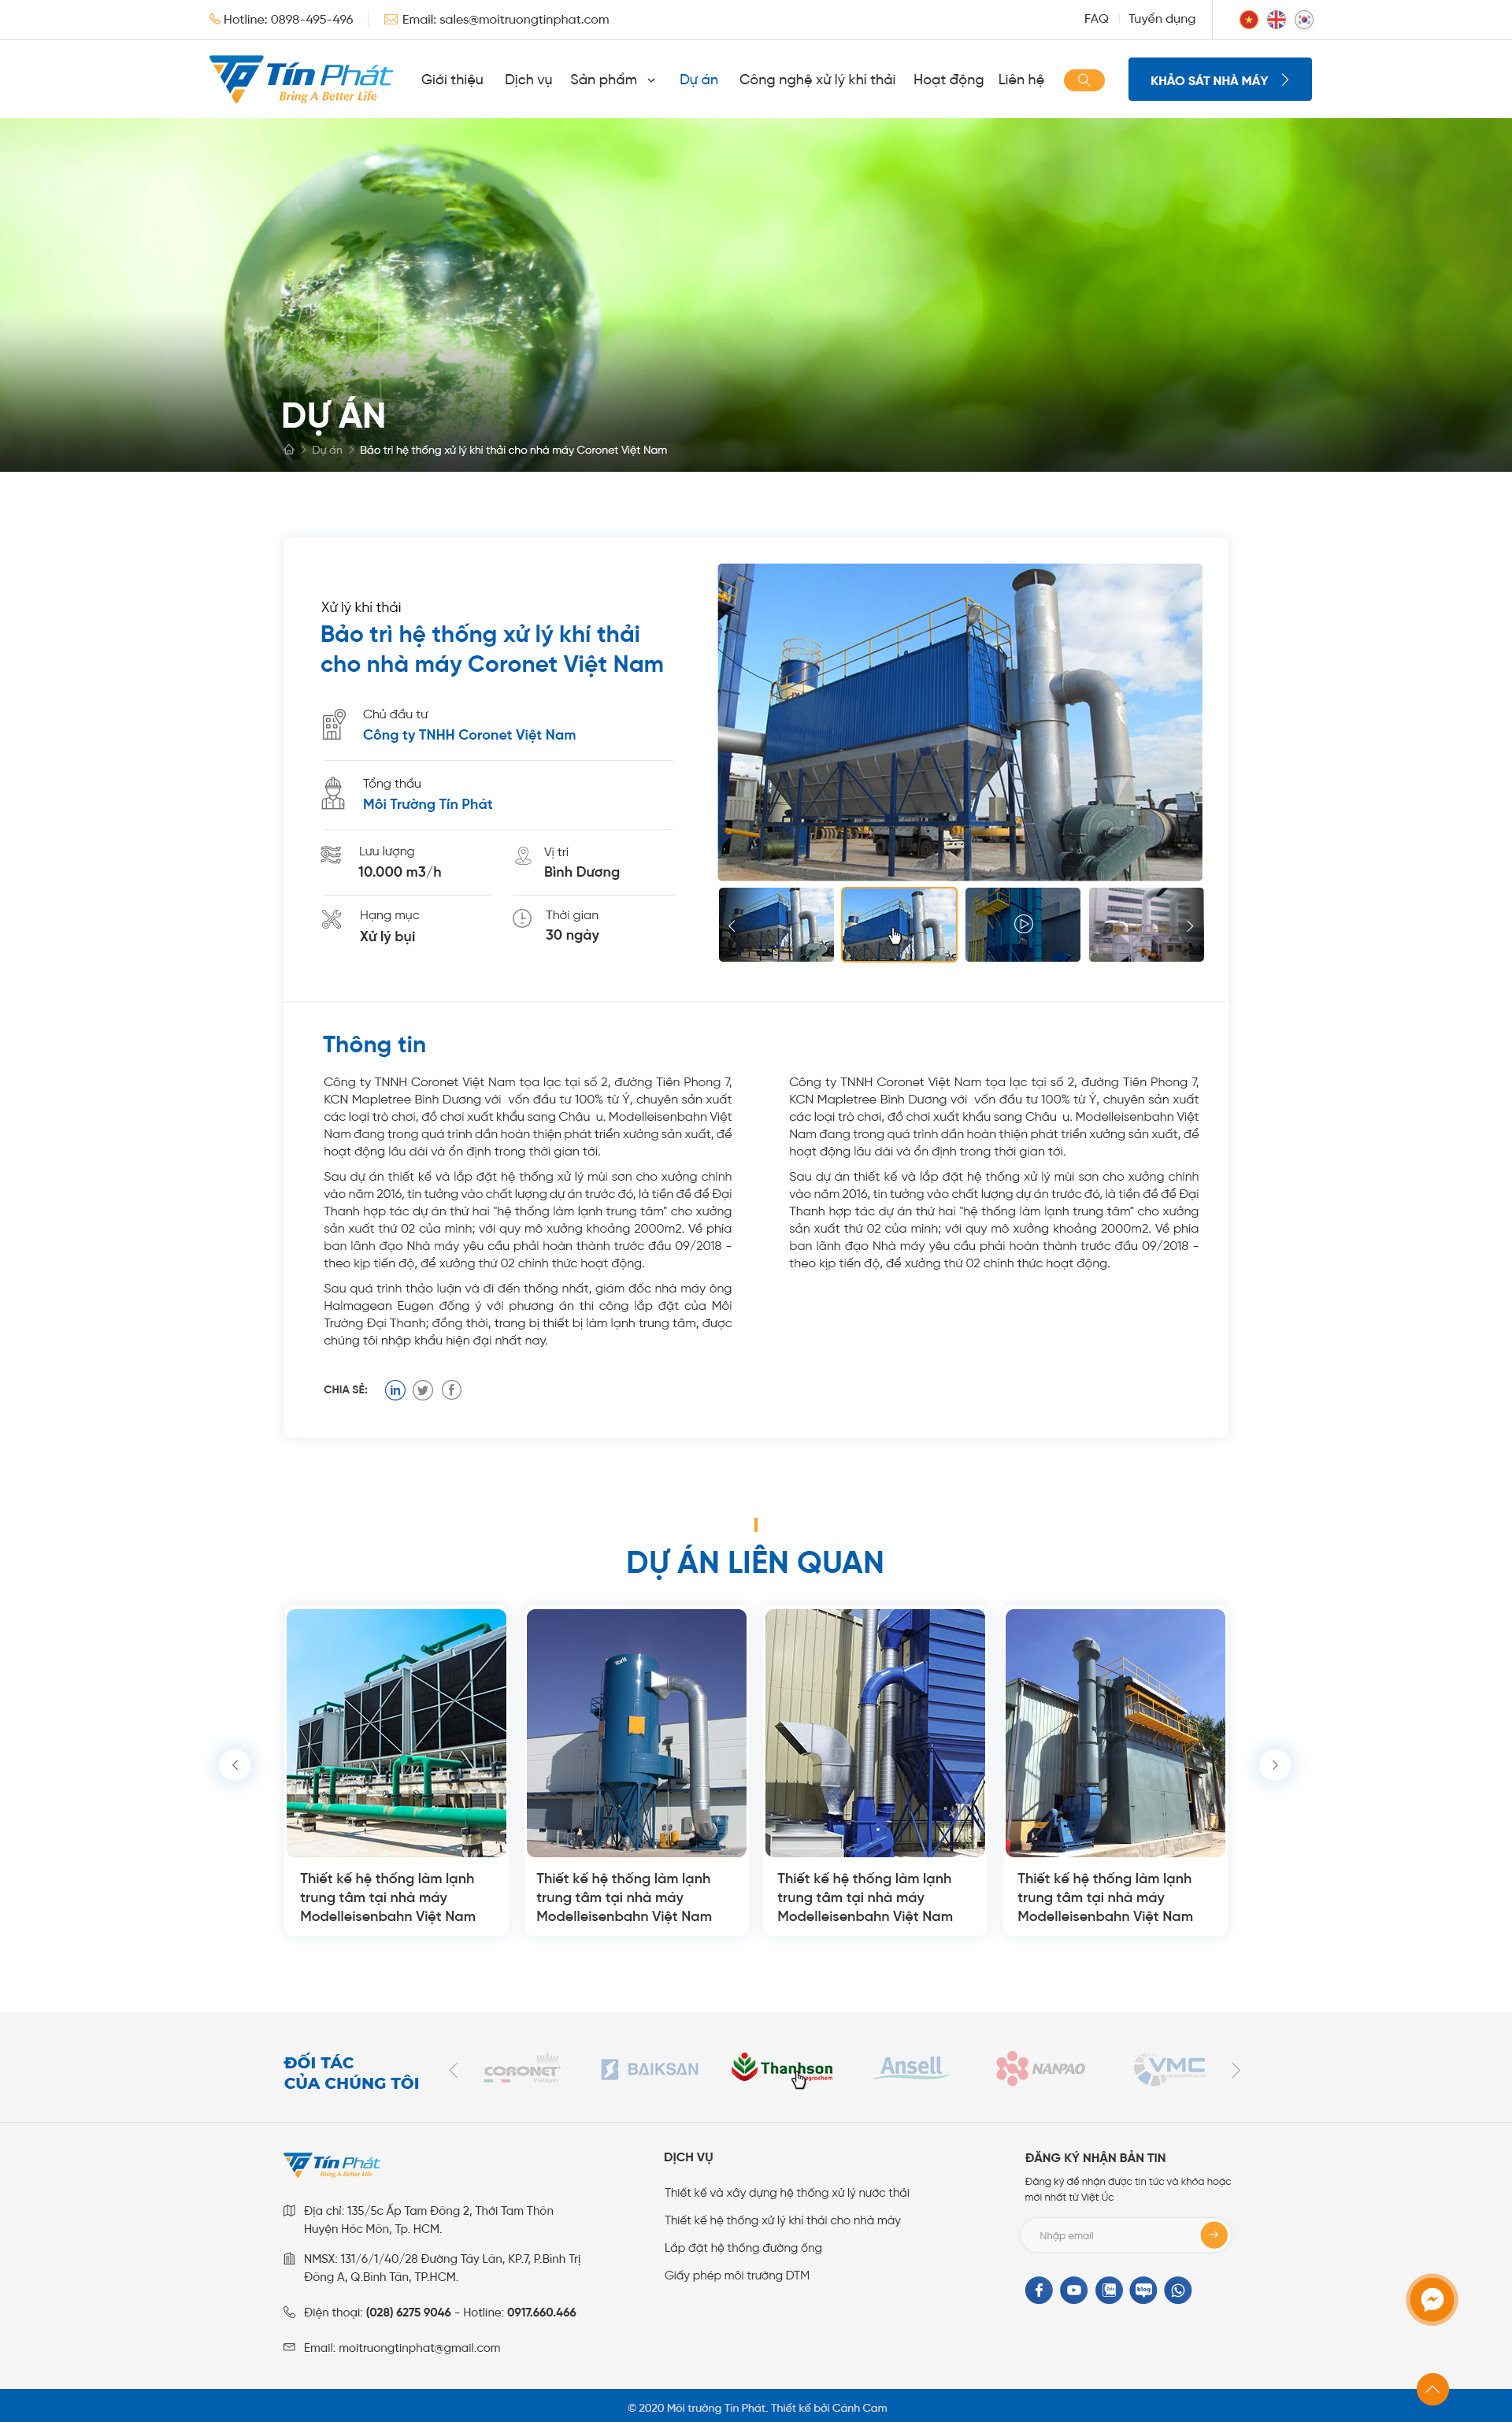 Hotline: 0898-495-496
Email: sales@moitruongtinphat.com
FAQ
Tuyển dụng
Tín Phát
Bring A Better Life
Giới thiệu
Dịch vụ
Sản phẩm
Dự án
Công nghệ xử lý khí thải
Hoạt động
Liên hệ
KHẢO SÁT NHÀ MÁY
DỰ ÁN
Dự án
Bảo trì hệ thống xử lý khí thải cho nhà máy Coronet Việt Nam
Xử lý khí thải
Bảo trì hệ thống xử lý khí thải
cho nhà máy Coronet Việt Nam
Chủ đầu tư
Công ty TNHH Coronet Việt Nam
Tổng thầu
Môi Trường Tín Phát
Lưu lượng
10.000 m3/h
Vị trí
Bình Dương
Hạng mục
Xử lý bụi
Thời gian
30 ngày
Thông tin
Công ty TNNH Coronet Việt Nam tọa lạc tại số 2, đường Tiên Phong 7,
KCN Mapletree Bình Dương với vốn đầu tư 100% từ Ý, chuyên sản xuất
các loại trò chơi, đồ chơi xuất khẩu sang Châu u. Modelleisenbahn Việt
Nam đang trong quá trình dần hoàn thiện phát triển xưởng sản xuất, để
hoạt động lâu dài và ổn định trong thời gian tới.
Sau dự án thiết kế và lắp đặt hệ thống xử lý mùi sơn cho xưởng chính
vào năm 2016, tin tưởng vào chất lượng dự án trước đó, là tiền đề để Đại
Thanh hợp tác dự án thứ hai "hệ thống làm lạnh trung tâm" cho xưởng
sản xuất thứ 02 của mình; với quy mô xưởng khoảng 2000m2. Về phía
ban lãnh đạo Nhà máy yêu cầu phải hoàn thành trước đầu 09/2018 -
theo kịp tiến độ, để xưởng thứ 02 chính thức hoạt động.
Sau quá trình thảo luận và đi đến thống nhất, giám đốc nhà máy ông
Halmagean Eugen đồng ý với phương án thi công lắp đặt của Môi
Trường Đại Thanh; đồng thời, trang bị thiết bị làm lạnh trung tâm, được
chúng tôi nhập khẩu hiện đại nhất nay.
Công ty TNNH Coronet Việt Nam tọa lạc tại số 2, đường Tiên Phong 7,
KCN Mapletree Bình Dương với vốn đầu tư 100% từ Ý, chuyên sản xuất
các loại trò chơi, đồ chơi xuất khẩu sang Châu u. Modelleisenbahn Việt
Nam đang trong quá trình dần hoàn thiện phát triển xưởng sản xuất, để
hoạt động lâu dài và ổn định trong thời gian tới.
Sau dự án thiết kế và lắp đặt hệ thống xử lý mùi sơn cho xưởng chính
vào năm 2016, tin tưởng vào chất lượng dự án trước đó, là tiền đề để Đại
Thanh hợp tác dự án thứ hai "hệ thống làm lạnh trung tâm" cho xưởng
sản xuất thứ 02 của mình; với quy mô xưởng khoảng 2000m2. Về phía
ban lãnh đạo Nhà máy yêu cầu phải hoàn thành trước đầu 09/2018 -
theo kịp tiến độ, để xưởng thứ 02 chính thức hoạt động.
CHIA SẺ:
DỰ ÁN LIÊN QUAN
Thiết kế hệ thống làm lạnh
trung tâm tại nhà máy
Modelleisenbahn Việt Nam
Thiết kế hệ thống làm lạnh
trung tâm tại nhà máy
Modelleisenbahn Việt Nam
Thiết kế hệ thống làm lạnh
trung tâm tại nhà máy
Modelleisenbahn Việt Nam
Thiết kế hệ thống làm lạnh
trung tâm tại nhà máy
Modelleisenbahn Việt Nam
ĐỐI TÁC
CỦA CHÚNG TÔI
CORONET
Vietnam
BAIKSAN
Thanhson
Ansell
NANPAO
VMC
Tín Phát
Bring A Better Life
Địa chỉ: 135/5c Ấp Tam Đông 2, Thới Tam Thôn
Huyện Hóc Môn, Tp. HCM.
NMSX: 131/6/1/40/28 Đường Tây Lân, KP.7, P.Bình Trị
Đông A, Q.Bình Tân, TP.HCM.
Điện thoại: (028) 6275 9046 - Hotline: 0917.660.466
Email: moitruongtinphat@gmail.com
DỊCH VỤ
Thiết kế và xây dựng hệ thống xử lý nước thải
Thiết kế hệ thống xử lý khí thải cho nhà máy
Lắp đặt hệ thống đường ống
Giấy phép môi trường DTM
ĐĂNG KÝ NHẬN BẢN TIN
Đăng ký để nhận được tin tức và khóa hoặc
mới nhất từ Việt Úc
Nhập email
blog
© 2020 Môi trường Tín Phát. Thiết kế bởi Cánh Cam